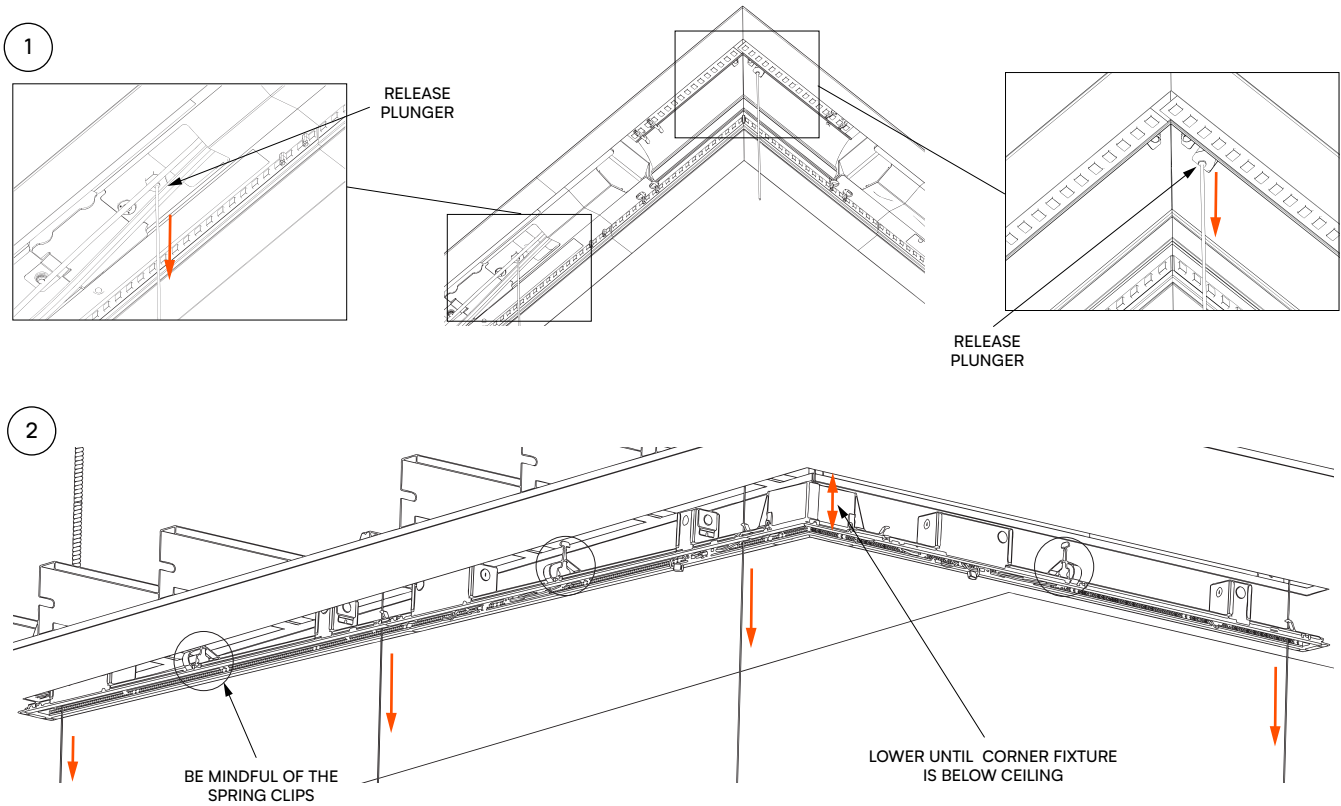 1
RELEASE
PLUNGER
RELEASE
PLUNGER
2
BE MINDFUL OF THE
SPRING CLIPS
LOWER UNTIL CORNER FIXTURE
IS BELOW CEILING